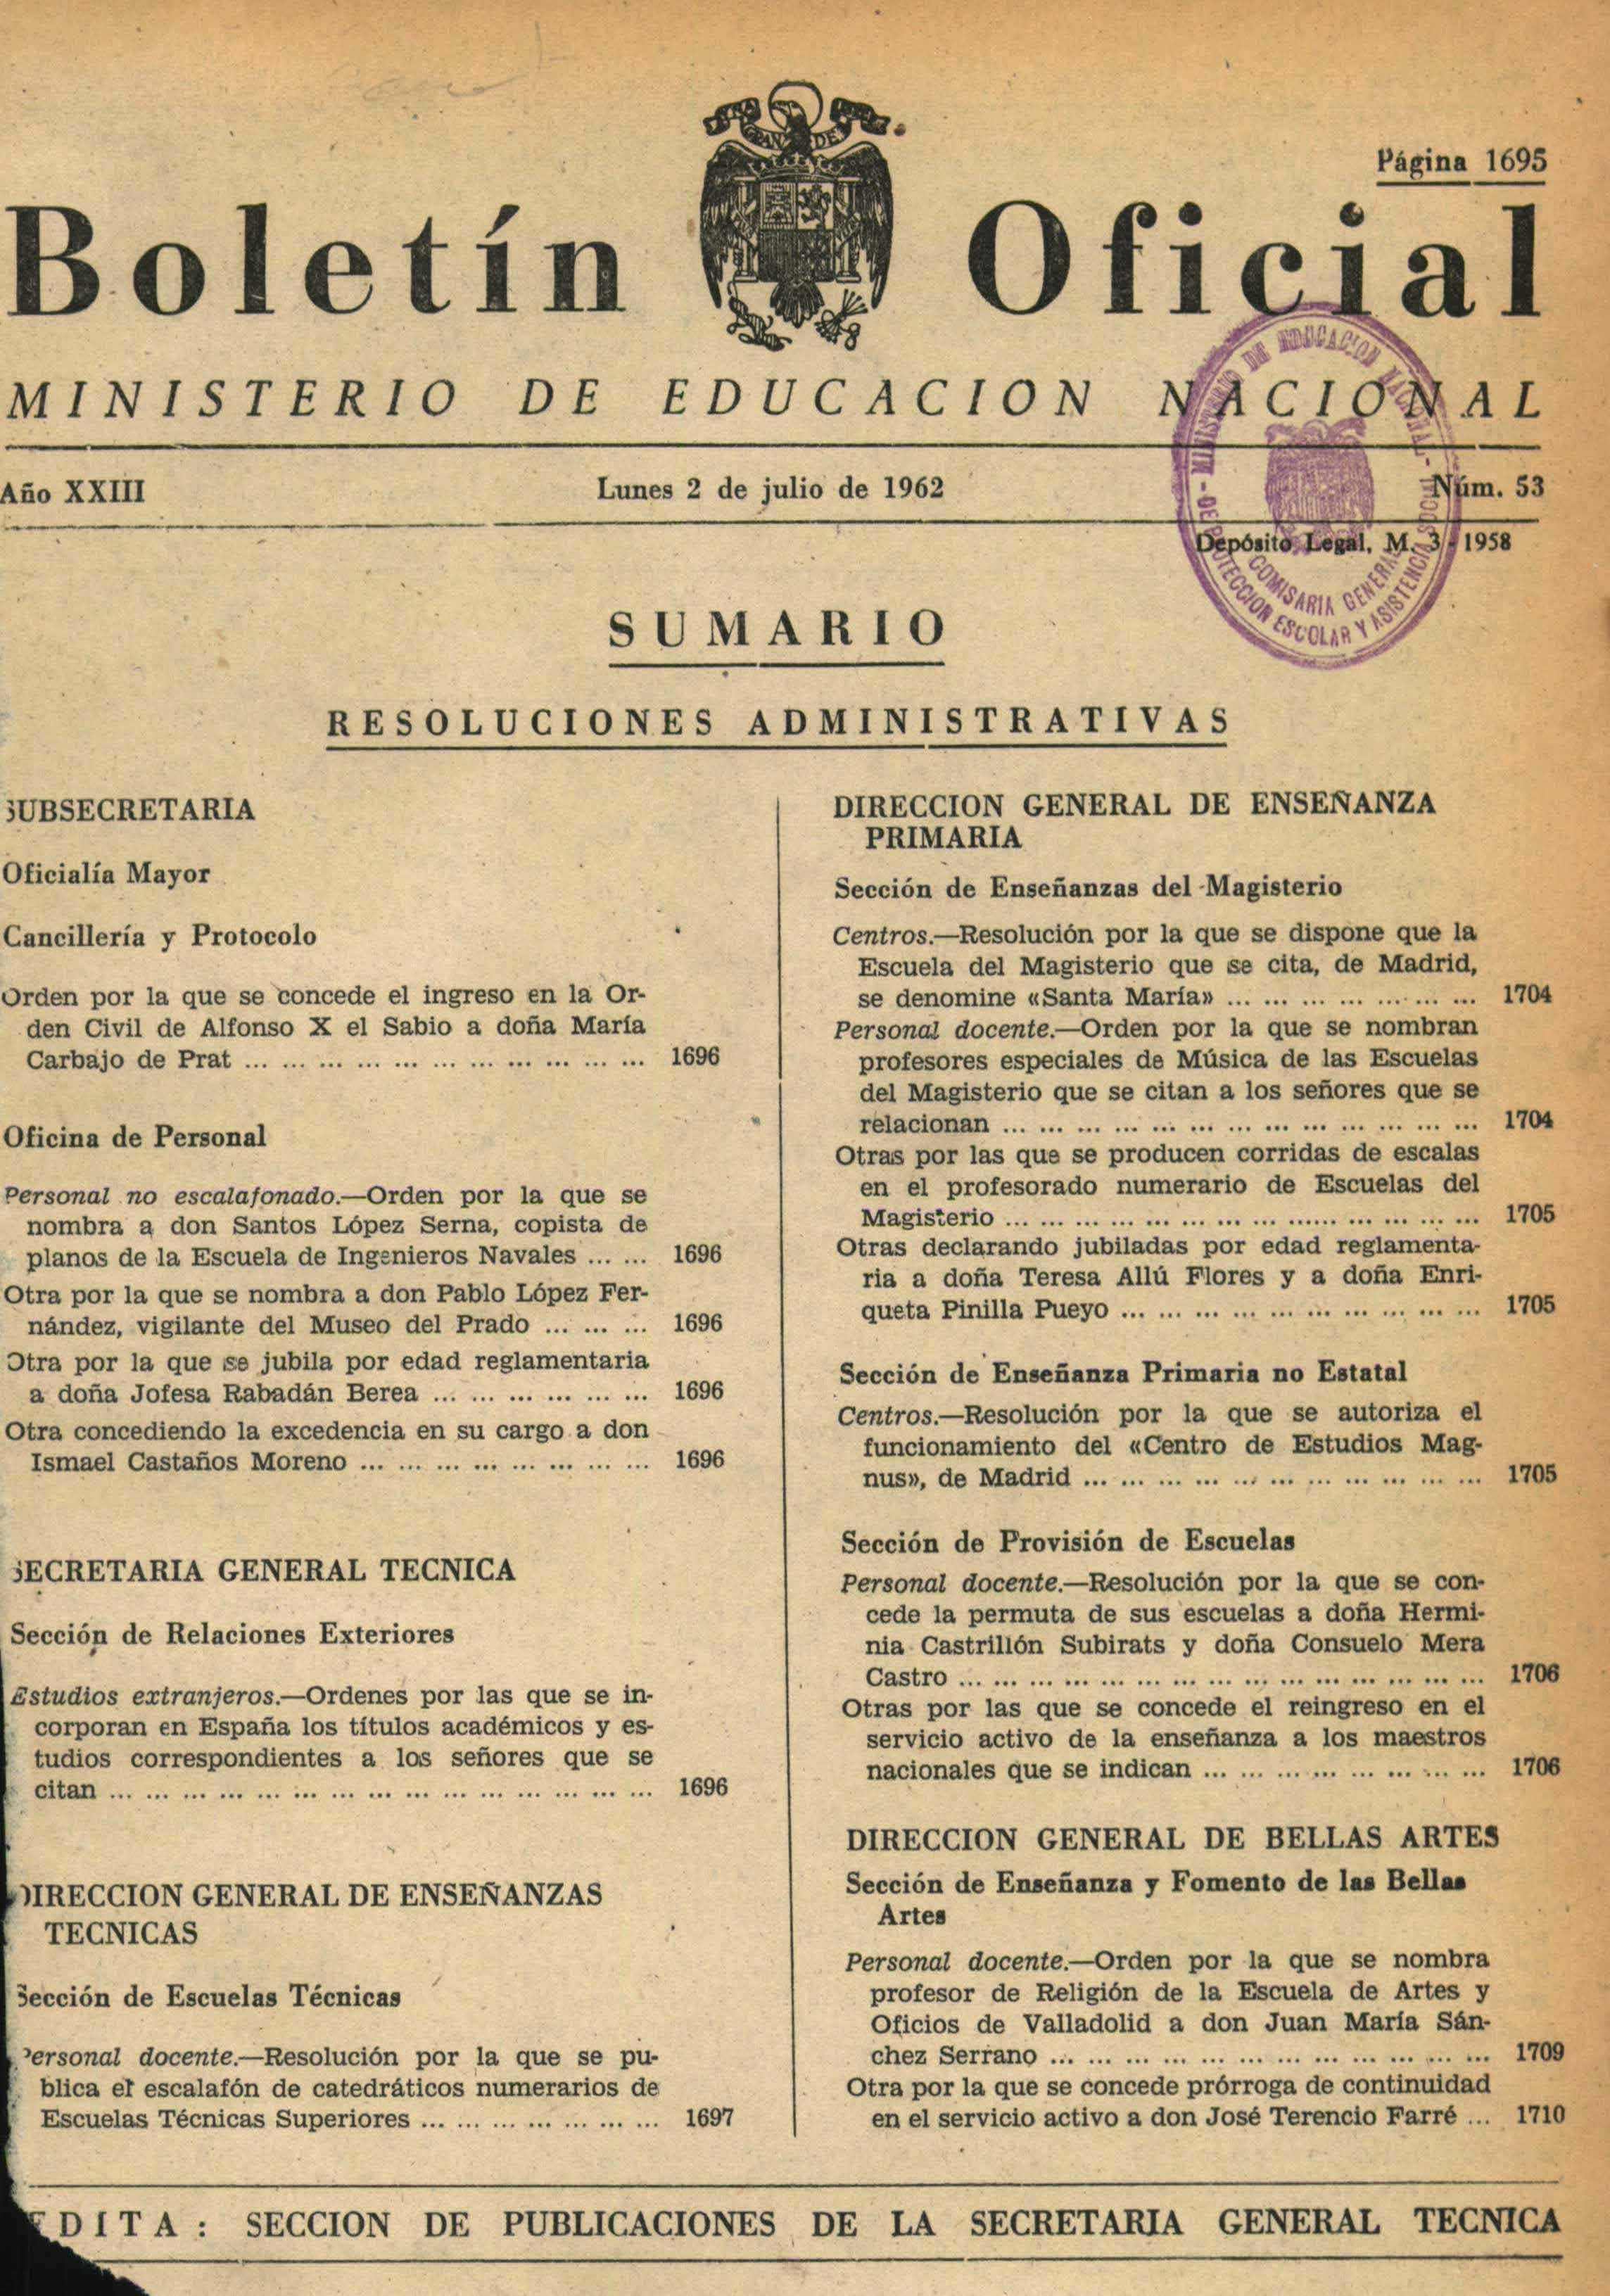 Página 1695
Boletín Oficial
MINISTERIO DE EDUCACION NACIONAL
Año XXIII Lunes 2 de julio de 1962 Núm. 53
Depósito Legal, M. 3 - 1958
MINISTERIO DE EDUCACION NACIONAL
COMISARIA GENERAL
DE PROTECCION ESCOLAR Y ASISTENCIA SOCIAL
SUMARIO
RESOLUCIONES ADMINISTRATIVAS
SUBSECRETARIA
Oficialía Mayor
Cancillería y Protocolo
Orden por la que se concede el ingreso en la Or-
den Civil de Alfonso X el Sabio a doña María
Carbajo de Prat ... ... ... ... ... ... ... ... ... ... ... 1696
Oficina de Personal
Personal no escalafonado.—Orden por la que se
nombra a don Santos López Serna, copista de
planos de la Escuela de Ingenieros Navales ... ... 1696
Otra por la que se nombra a don Pablo López Fer-
nández, vigilante del Museo del Prado ... ... ... 1696
Otra por la que se jubila por edad reglamentaria
a doña Jofesa Rabadán Berea ... ... ... ... ... ... 1696
Otra concediendo la excedencia en su cargo a don
Ismael Castaños Moreno ... ... ... ... ... ... ... ... 1696
SECRETARIA GENERAL TECNICA
Sección de Relaciones Exteriores
Estudios extranjeros.—Ordenes por las que se in-
corporan en España los títulos académicos y es-
tudios correspondientes a los señores que se
citan ... ... ... ... ... ... ... ... ... ... ... ... ... ... ... 1696
DIRECCION GENERAL DE ENSEÑANZAS
TECNICAS
Sección de Escuelas Técnicas
Personal docente.—Resolución por la que se pu-
blica el escalafón de catedráticos numerarios de
Escuelas Técnicas Superiores ... ... ... ... ... ... ... 1697
DIRECCION GENERAL DE ENSEÑANZA
PRIMARIA
Sección de Enseñanzas del Magisterio
Centros.—Resolución por la que se dispone que la
Escuela del Magisterio que se cita, de Madrid,
se denomine «Santa María» ... ... ... ... ... ... ... 1704
Personal docente.—Orden por la que se nombran
profesores especiales de Música de las Escuelas
del Magisterio que se citan a los señores que se
relacionan ... ... ... ... ... ... ... ... ... ... ... ... ... 1704
Otras por las que se producen corridas de escalas
en el profesorado numerario de Escuelas del
Magisterio ... ... ... ... ... ... ... ... ... ... ... ... ... 1705
Otras declarando jubiladas por edad reglamenta-
ria a doña Teresa Allú Flores y a doña Enri-
queta Pinilla Pueyo ... ... ... ... ... ... ... ... ... ... 1705
Sección de Enseñanza Primaria no Estatal
Centros.—Resolución por la que se autoriza el
funcionamiento del «Centro de Estudios Mag-
nus», de Madrid ... ... ... ... ... ... ... ... ... ... ... 1705
Sección de Provisión de Escuelas
Personal docente.—Resolución por la que se con-
cede la permuta de sus escuelas a doña Hermi-
nia Castrillón Subirats y doña Consuelo Mera
Castro ... ... ... ... ... ... ... ... ... ... ... ... ... ... ... 1706
Otras por las que se concede el reingreso en el
servicio activo de la enseñanza a los maestros
nacionales que se indican ... ... ... ... ... ... ... ... 1706
DIRECCION GENERAL DE BELLAS ARTES
Sección de Enseñanza y Fomento de las Bellas
Artes
Personal docente.—Orden por la que se nombra
profesor de Religión de la Escuela de Artes y
Oficios de Valladolid a don Juan María Sán-
chez Serrano ... ... ... ... ... ... ... ... ... ... ... ... 1709
Otra por la que se concede prórroga de continuidad
en el servicio activo a don José Terencio Farré ... 1710
EDITA: SECCION DE PUBLICACIONES DE LA SECRETARIA GENERAL TECNICA